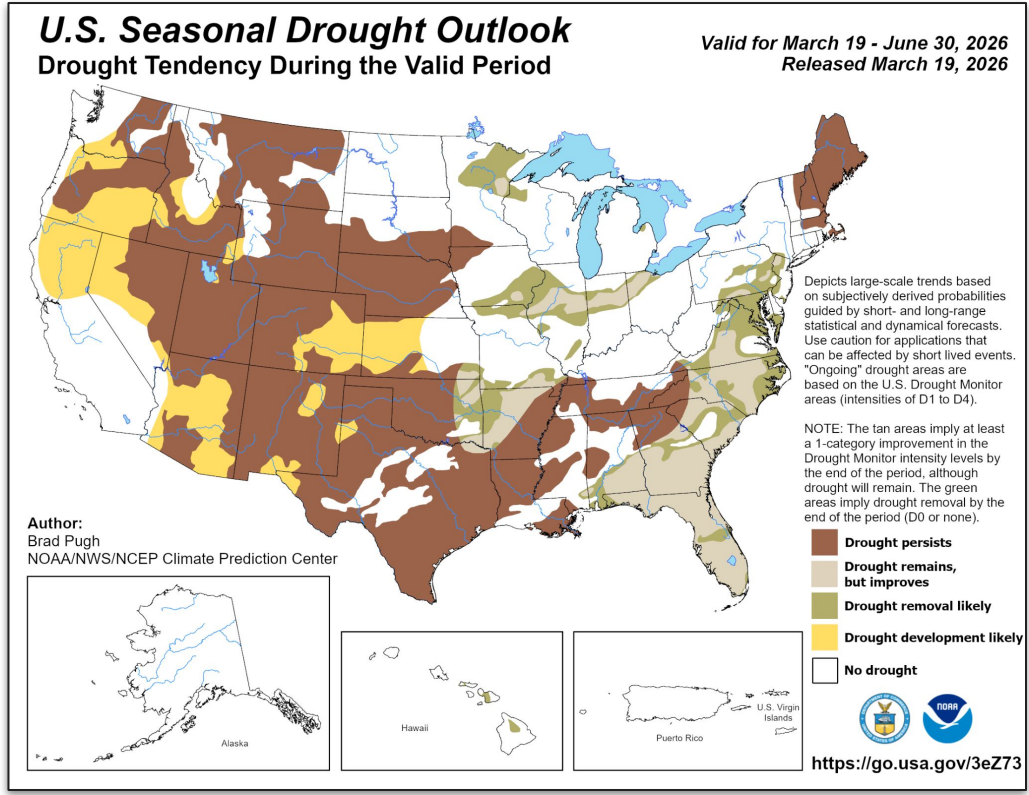 U.S. Seasonal Drought Outlook
Drought Tendency During the Valid Period
Valid for March 19 - June 30, 2026
Released March 19, 2026
Depicts large-scale trends based
on subjectively derived probabilities
guided by short- and long-range
statistical and dynamical forecasts.
Use caution for applications that
can be affected by short lived events.
"Ongoing" drought areas are
based on the U.S. Drought Monitor
areas (intensities of D1 to D4).
NOTE: The tan areas imply at least
a 1-category improvement in the
Drought Monitor intensity levels by
the end of the period, although
drought will remain. The green
areas imply drought removal by the
end of the period (D0 or none).
Author:
Brad Pugh
NOAA/NWS/NCEP Climate Prediction Center
Drought persists
Drought remains,
but improves
Drought removal likely
Drought development likely
No drought
Alaska
Hawaii
Puerto Rico
U.S. Virgin
Islands
NOAA
https://go.usa.gov/3eZ73